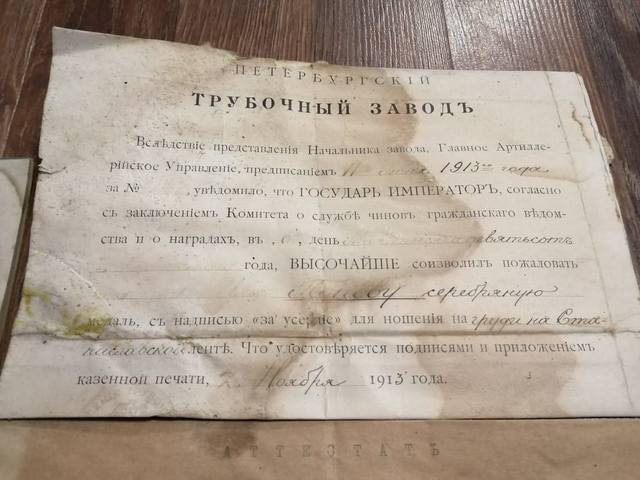 ПЕТЕРБУРГСКІЙ
ТРУБОЧНЫЙ ЗАВОДЪ
Вслѣдствіе представленія Начальника завода, Главное Артилле-
рійское Управленіе, предписаніемъ 1913 года
за № , увѣдомило, что ГОСУДАРЬ ИМПЕРАТОРЪ, согласно
съ заключеніемъ Комитета о службѣ чиновъ гражданскаго вѣдом-
ства и о наградахъ, въ день девятьсотъ
года, ВЫСОЧАЙШЕ соизволилъ пожаловать
серебряную
медаль, съ надписью «за усердіе» для ношенія на груди на Ста-
ниславской лентѣ. Что удостовѣряется подписями и приложеніемъ
казенной печати, Ноября 1913 года.
АТТЕСТАТЪ